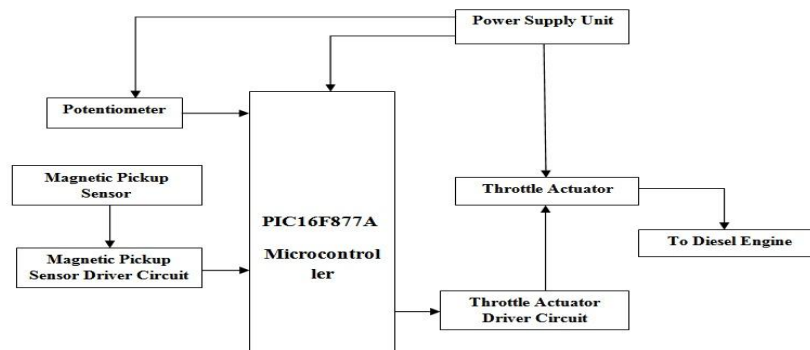 Power Supply Unit
Potentiometer
Magnetic Pickup
Sensor
Magnetic Pickup
Sensor Driver Circuit
PIC16F877A
Microcontrol
ler
Throttle Actuator
To Diesel Engine
Throttle Actuator
Driver Circuit